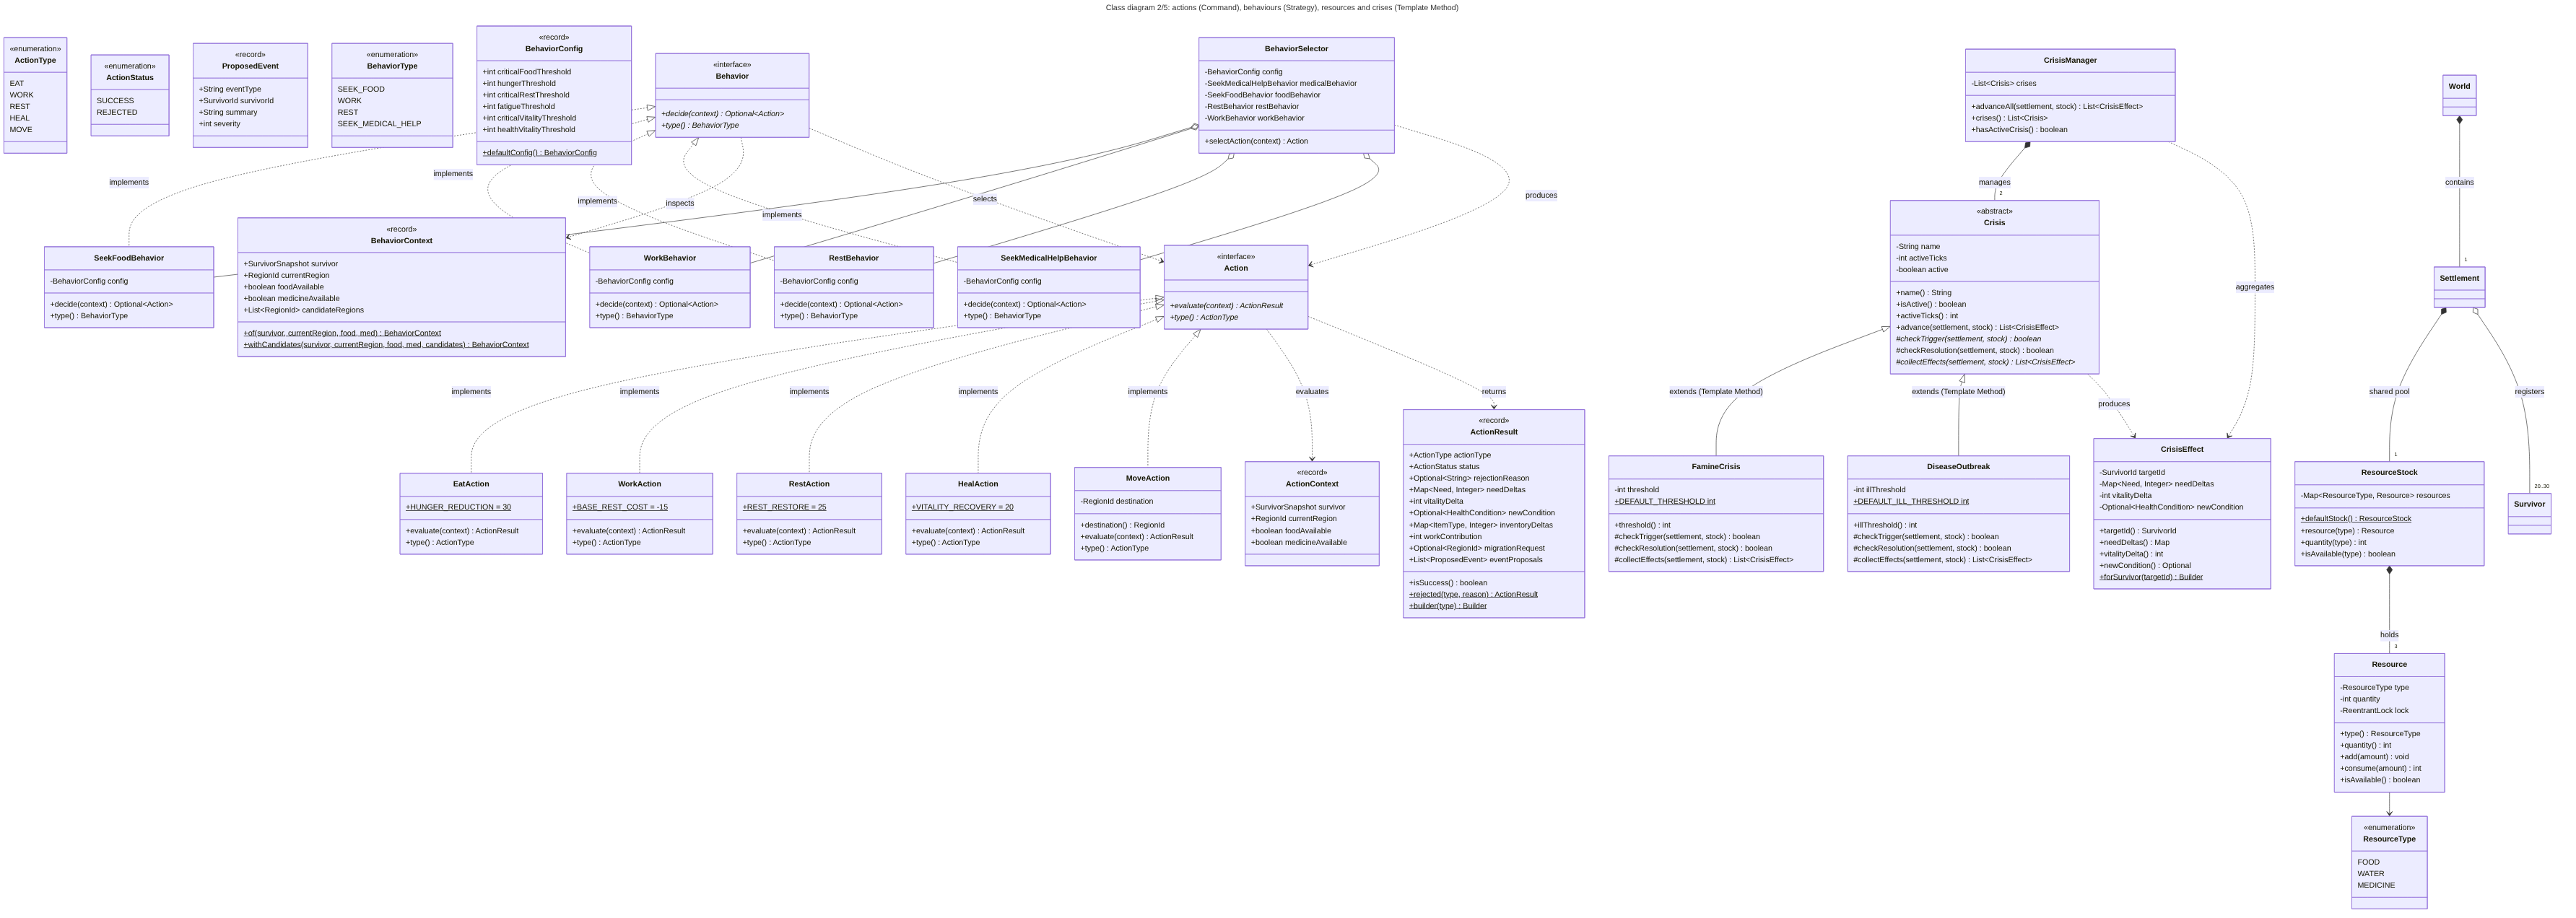 Class diagram 2/5: actions (Command), behaviours (Strategy), resources and crises (Template Method)
«enumeration»
ActionType
EAT
WORK
REST
HEAL
MOVE
«enumeration»
ActionStatus
SUCCESS
REJECTED
«record»
ProposedEvent
+String eventType
+SurvivorId survivorId
+String summary
+int severity
«enumeration»
BehaviorType
SEEK_FOOD
WORK
REST
SEEK_MEDICAL_HELP
«record»
BehaviorConfig
+int criticalFoodThreshold
+int hungerThreshold
+int criticalRestThreshold
+int fatigueThreshold
+int criticalVitalityThreshold
+int healthVitalityThreshold
+defaultConfig() : BehaviorConfig
«interface»
Behavior
+decide(context) : Optional<Action>
+type() : BehaviorType
BehaviorSelector
-BehaviorConfig config
-SeekMedicalHelpBehavior medicalBehavior
-SeekFoodBehavior foodBehavior
-RestBehavior restBehavior
-WorkBehavior workBehavior
+selectAction(context) : Action
CrisisManager
-List<Crisis> crises
+advanceAll(settlement, stock) : List<CrisisEffect>
+crises() : List<Crisis>
+hasActiveCrisis() : boolean
World
implements
implements
implements
inspects
implements
selects
produces
manages
2
contains
1
aggregates
SeekFoodBehavior
-BehaviorConfig config
+decide(context) : Optional<Action>
+type() : BehaviorType
«record»
BehaviorContext
+SurvivorSnapshot survivor
+RegionId currentRegion
+boolean foodAvailable
+boolean medicineAvailable
+List<RegionId> candidateRegions
+of(survivor, currentRegion, food, med) : BehaviorContext
+withCandidates(survivor, currentRegion, food, med, candidates) : BehaviorContext
WorkBehavior
-BehaviorConfig config
+decide(context) : Optional<Action>
+type() : BehaviorType
RestBehavior
-BehaviorConfig config
+decide(context) : Optional<Action>
+type() : BehaviorType
SeekMedicalHelpBehavior
-BehaviorConfig config
+decide(context) : Optional<Action>
+type() : BehaviorType
«interface»
Action
+evaluate(context) : ActionResult
+type() : ActionType
«abstract»
Crisis
-String name
-int activeTicks
-boolean active
+name() : String
+isActive() : boolean
+activeTicks() : int
+advance(settlement, stock) : List<CrisisEffect>
#checkTrigger(settlement, stock) : boolean
#checkResolution(settlement, stock) : boolean
#collectEffects(settlement, stock) : List<CrisisEffect>
Settlement
implements
implements
implements
implements
implements
evaluates
returns
extends (Template Method)
extends (Template Method)
produces
shared pool
1
registers
20..30
EatAction
+HUNGER_REDUCTION = 30
+evaluate(context) : ActionResult
+type() : ActionType
WorkAction
+BASE_REST_COST = -15
+evaluate(context) : ActionResult
+type() : ActionType
RestAction
+REST_RESTORE = 25
+evaluate(context) : ActionResult
+type() : ActionType
HealAction
+VITALITY_RECOVERY = 20
+evaluate(context) : ActionResult
+type() : ActionType
MoveAction
-RegionId destination
+destination() : RegionId
+evaluate(context) : ActionResult
+type() : ActionType
«record»
ActionContext
+SurvivorSnapshot survivor
+RegionId currentRegion
+boolean foodAvailable
+boolean medicineAvailable
«record»
ActionResult
+ActionType actionType
+ActionStatus status
+Optional<String> rejectionReason
+Map<Need, Integer> needDeltas
+int vitalityDelta
+Optional<HealthCondition> newCondition
+Map<ItemType, Integer> inventoryDeltas
+int workContribution
+Optional<RegionId> migrationRequest
+List<ProposedEvent> eventProposals
+isSuccess() : boolean
+rejected(type, reason) : ActionResult
+builder(type) : Builder
FamineCrisis
-int threshold
+DEFAULT_THRESHOLD int
+threshold() : int
#checkTrigger(settlement, stock) : boolean
#checkResolution(settlement, stock) : boolean
#collectEffects(settlement, stock) : List<CrisisEffect>
DiseaseOutbreak
-int illThreshold
+DEFAULT_ILL_THRESHOLD int
+illThreshold() : int
#checkTrigger(settlement, stock) : boolean
#checkResolution(settlement, stock) : boolean
#collectEffects(settlement, stock) : List<CrisisEffect>
CrisisEffect
-SurvivorId targetId
-Map<Need, Integer> needDeltas
-int vitalityDelta
-Optional<HealthCondition> newCondition
+targetId() : SurvivorId
+needDeltas() : Map
+vitalityDelta() : int
+newCondition() : Optional
+forSurvivor(targetId) : Builder
ResourceStock
-Map<ResourceType, Resource> resources
+defaultStock() : ResourceStock
+resource(type) : Resource
+quantity(type) : int
+isAvailable(type) : boolean
Survivor
holds
3
Resource
-ResourceType type
-int quantity
-ReentrantLock lock
+type() : ResourceType
+quantity() : int
+add(amount) : void
+consume(amount) : int
+isAvailable() : boolean
«enumeration»
ResourceType
FOOD
WATER
MEDICINE